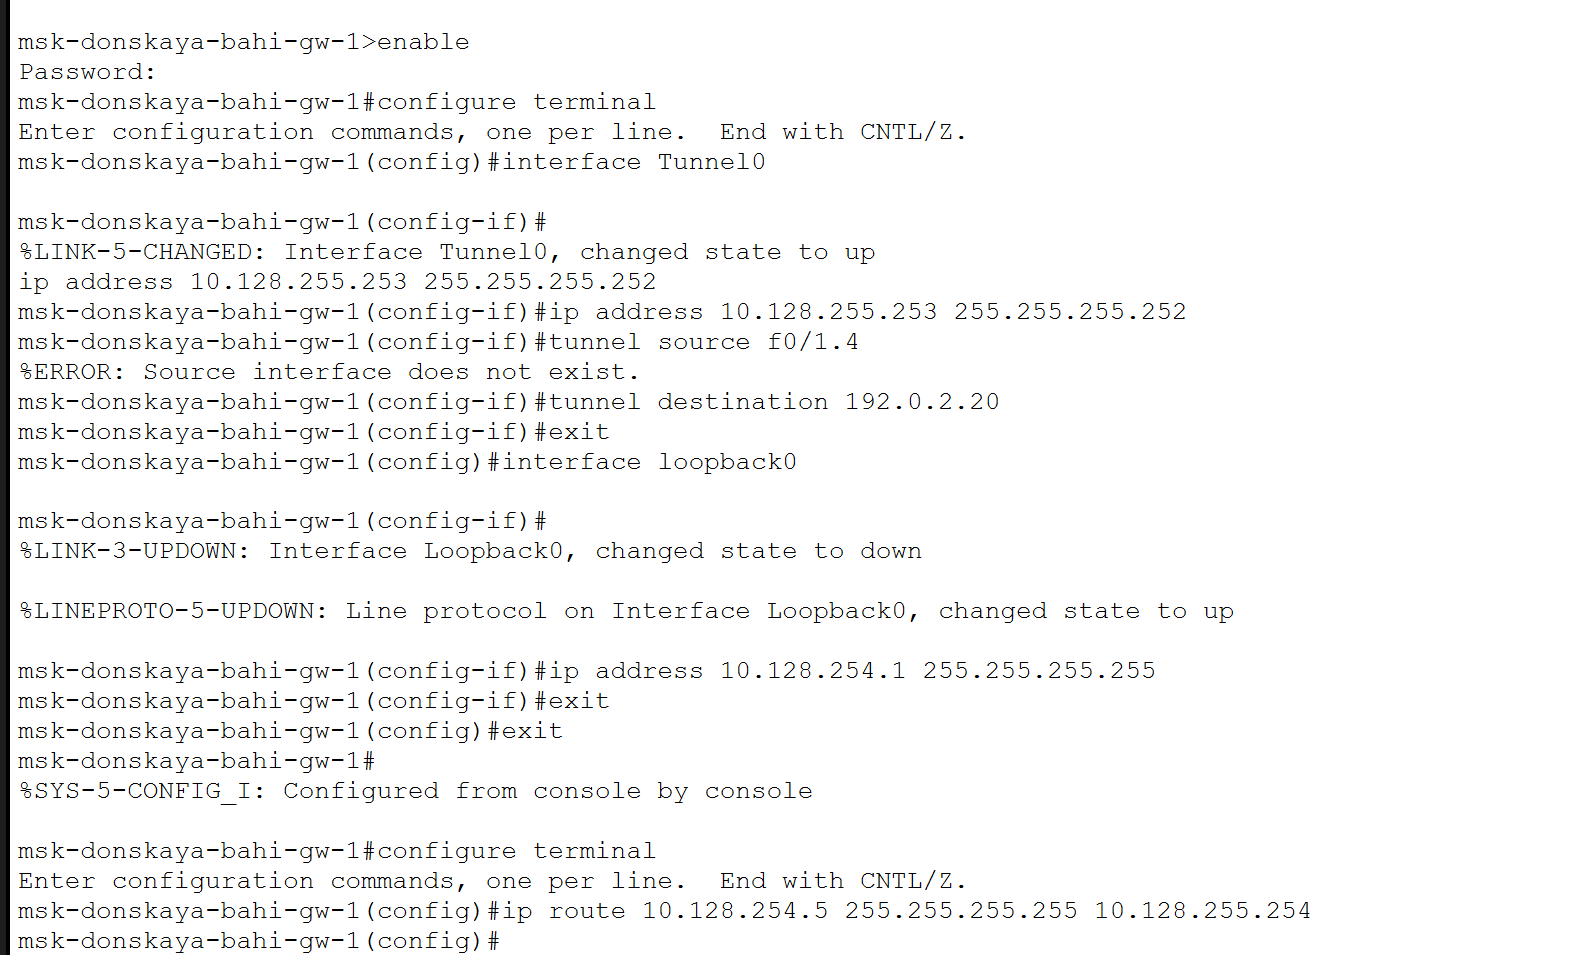 msk-donskaya-bahi-gw-1>enable
Password:
msk-donskaya-bahi-gw-1#configure terminal
Enter configuration commands, one per line.  End with CNTL/Z.
msk-donskaya-bahi-gw-1(config)#interface Tunnel0
msk-donskaya-bahi-gw-1(config-if)#
%LINK-5-CHANGED: Interface Tunnel0, changed state to up
ip address 10.128.255.253 255.255.255.252
msk-donskaya-bahi-gw-1(config-if)#ip address 10.128.255.253 255.255.255.252
msk-donskaya-bahi-gw-1(config-if)#tunnel source f0/1.4
%ERROR: Source interface does not exist.
msk-donskaya-bahi-gw-1(config-if)#tunnel destination 192.0.2.20
msk-donskaya-bahi-gw-1(config-if)#exit
msk-donskaya-bahi-gw-1(config)#interface loopback0
msk-donskaya-bahi-gw-1(config-if)#
%LINK-3-UPDOWN: Interface Loopback0, changed state to down
%LINEPROTO-5-UPDOWN: Line protocol on Interface Loopback0, changed state to up
msk-donskaya-bahi-gw-1(config-if)#ip address 10.128.254.1 255.255.255.255
msk-donskaya-bahi-gw-1(config-if)#exit
msk-donskaya-bahi-gw-1(config)#exit
msk-donskaya-bahi-gw-1#
%SYS-5-CONFIG_I: Configured from console by console
msk-donskaya-bahi-gw-1#configure terminal
Enter configuration commands, one per line.  End with CNTL/Z.
msk-donskaya-bahi-gw-1(config)#ip route 10.128.254.5 255.255.255.255 10.128.255.254
msk-donskaya-bahi-gw-1(config)#